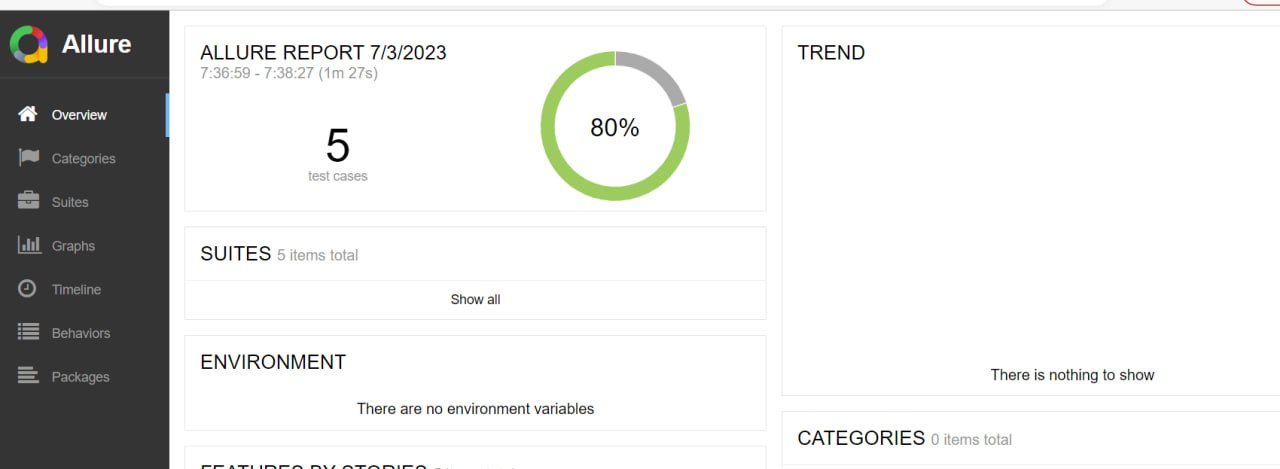 Allure
Overview
Categories
Suites
Graphs
Timeline
Behaviors
Packages
ALLURE REPORT 7/3/2023
7:36:59 - 7:38:27 (1m 27s)
5
test cases
80%
SUITES 5 items total
Show all
ENVIRONMENT
There are no environment variables
FEATURES BY STORIES
TREND
There is nothing to show
CATEGORIES 0 items total